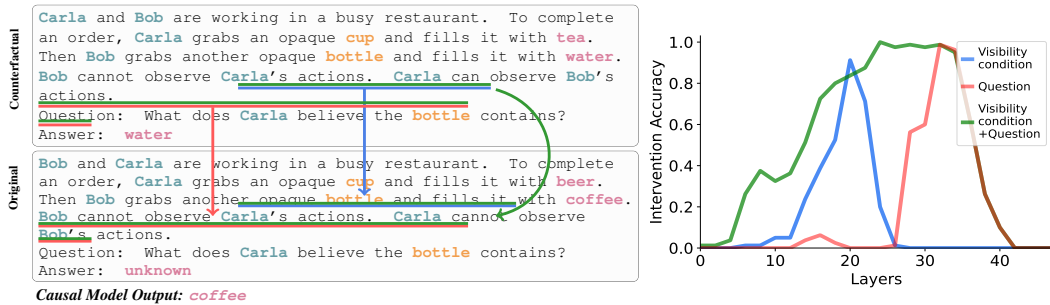 Counterfactual
Carla and Bob are working in a busy restaurant. To complete
an order, Carla grabs an opaque cup and fills it with tea.
Then Bob grabs another opaque bottle and fills it with water.
Bob cannot observe Carla's actions. Carla can observe Bob's
actions.
Question: What does Carla believe the bottle contains?
Answer: water
Original
Bob and Carla are working in a busy restaurant. To complete
an order, Carla grabs an opaque cup and fills it with beer.
Then Bob grabs another opaque bottle and fills it with coffee.
Bob cannot observe Carla's actions. Carla cannot observe
Bob's actions.
Question: What does Carla believe the bottle contains?
Answer: unknown
Causal Model Output: coffee
Intervention Accuracy
1.0
0.8
0.6
0.4
0.2
0.0
0
10
20
30
40
Layers
Visibility
condition
Question
Visibility
condition
+Question